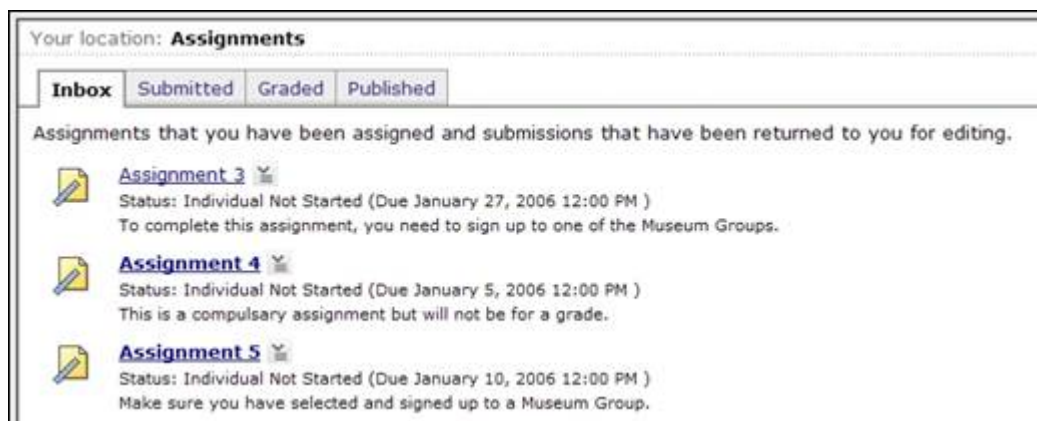 Your location: Assignments
Inbox Submitted Graded Published
Assignments that you have been assigned and submissions that have been returned to you for editing.
Assignment 3
Status: Individual Not Started (Due January 27, 2006 12:00 PM )
To complete this assignment, you need to sign up to one of the Museum Groups.
Assignment 4
Status: Individual Not Started (Due January 5, 2006 12:00 PM )
This is a compulsary assignment but will not be for a grade.
Assignment 5
Status: Individual Not Started (Due January 10, 2006 12:00 PM )
Make sure you have selected and signed up to a Museum Group.